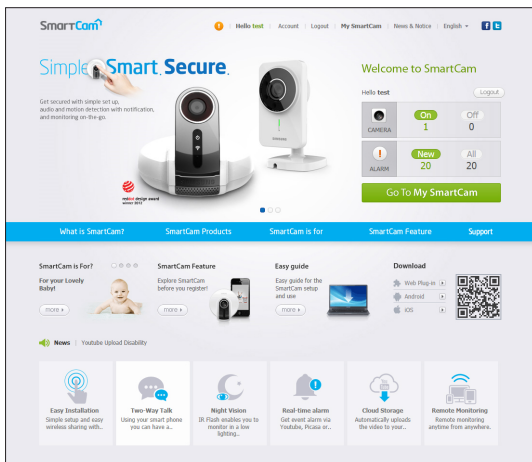 SmartCam
Hello test | Account | Logout | My SmartCam | News & Notice | English
Simple, Smart, Secure.
Get secured with simple set up,
audio and motion detection with notification,
and monitoring on-the-go.
reddot design award
winner 2013
SAMSUNG
Welcome to SmartCam
Hello test
Logout
CAMERA
On
1
Off
0
ALARM
New
20
All
20
Go To My SmartCam
What is SmartCam?
SmartCam Products
SmartCam is for
SmartCam Feature
Support
SmartCam is For?
For your Lovely
Baby!
more
SmartCam Feature
Explore SmartCam
before you register!
more
Easy guide
Easy guide for the
SmartCam setup
and use
more
Download
Web Plug-in
Android
iOS
News | Youtube Upload Disability
Easy Installation
Simple setup and easy
wireless sharing with..
Two-Way Talk
Using your smart phone
you can have a..
Night Vision
IR Flash enables you to
monitor in a low
lighting..
Real-time alarm
Get event alarm via
Youtube, Picasa or..
Cloud Storage
Automatically uploads
the video to your..
Remote Monitoring
Remote monitoring
anytime from anywhere.